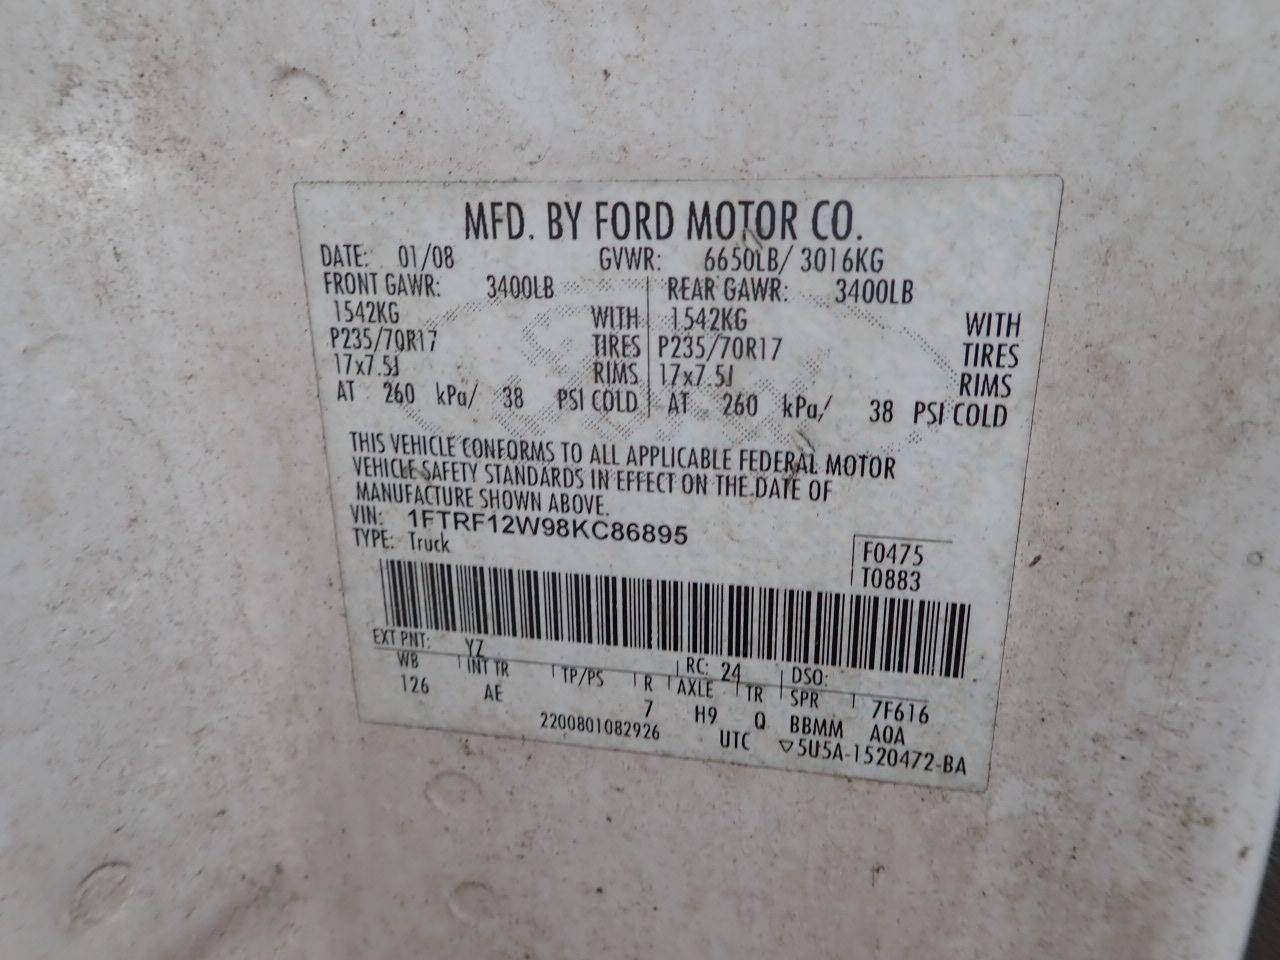 MFD. BY FORD MOTOR CO.
DATE: 01/08 GVWR: 6650LB/ 3016KG
FRONT GAWR: 3400LB REAR GAWR: 3400LB
1542KG WITH 1542KG WITH
P235/70R17 TIRES P235/70R17 TIRES
17x7.5J RIMS 17x7.5J RIMS
AT 260 kPa/ 38 PSI COLD AT 260 kPa/ 38 PSI COLD
THIS VEHICLE CONFORMS TO ALL APPLICABLE FEDERAL MOTOR
VEHICLE SAFETY STANDARDS IN EFFECT ON THE DATE OF
MANUFACTURE SHOWN ABOVE.
VIN: 1FTRF12W98KC86895
TYPE: Truck
F0475
T0883
EXT PNT: YZ RC: 24 DSO:
WB INT TR TP/PS R AXLE TR SPR 7F616
126 AE 7 H9 Q BBMM A0A
2200801082926 UTC ▽5U5A-1520472-BA